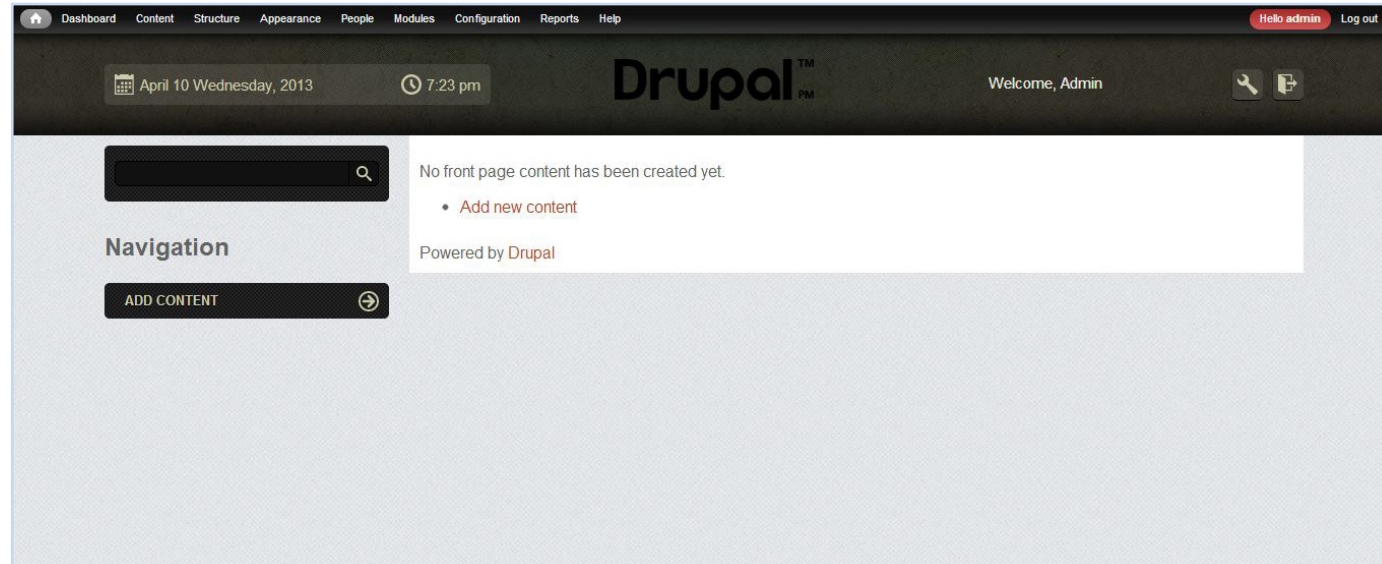 Dashboard Content Structure Appearance People Modules Configuration Reports Help Hello admin Log out
April 10 Wednesday, 2013 7:23 pm Drupal TM PM Welcome, Admin
No front page content has been created yet.
Add new content
Navigation
Powered by Drupal
ADD CONTENT